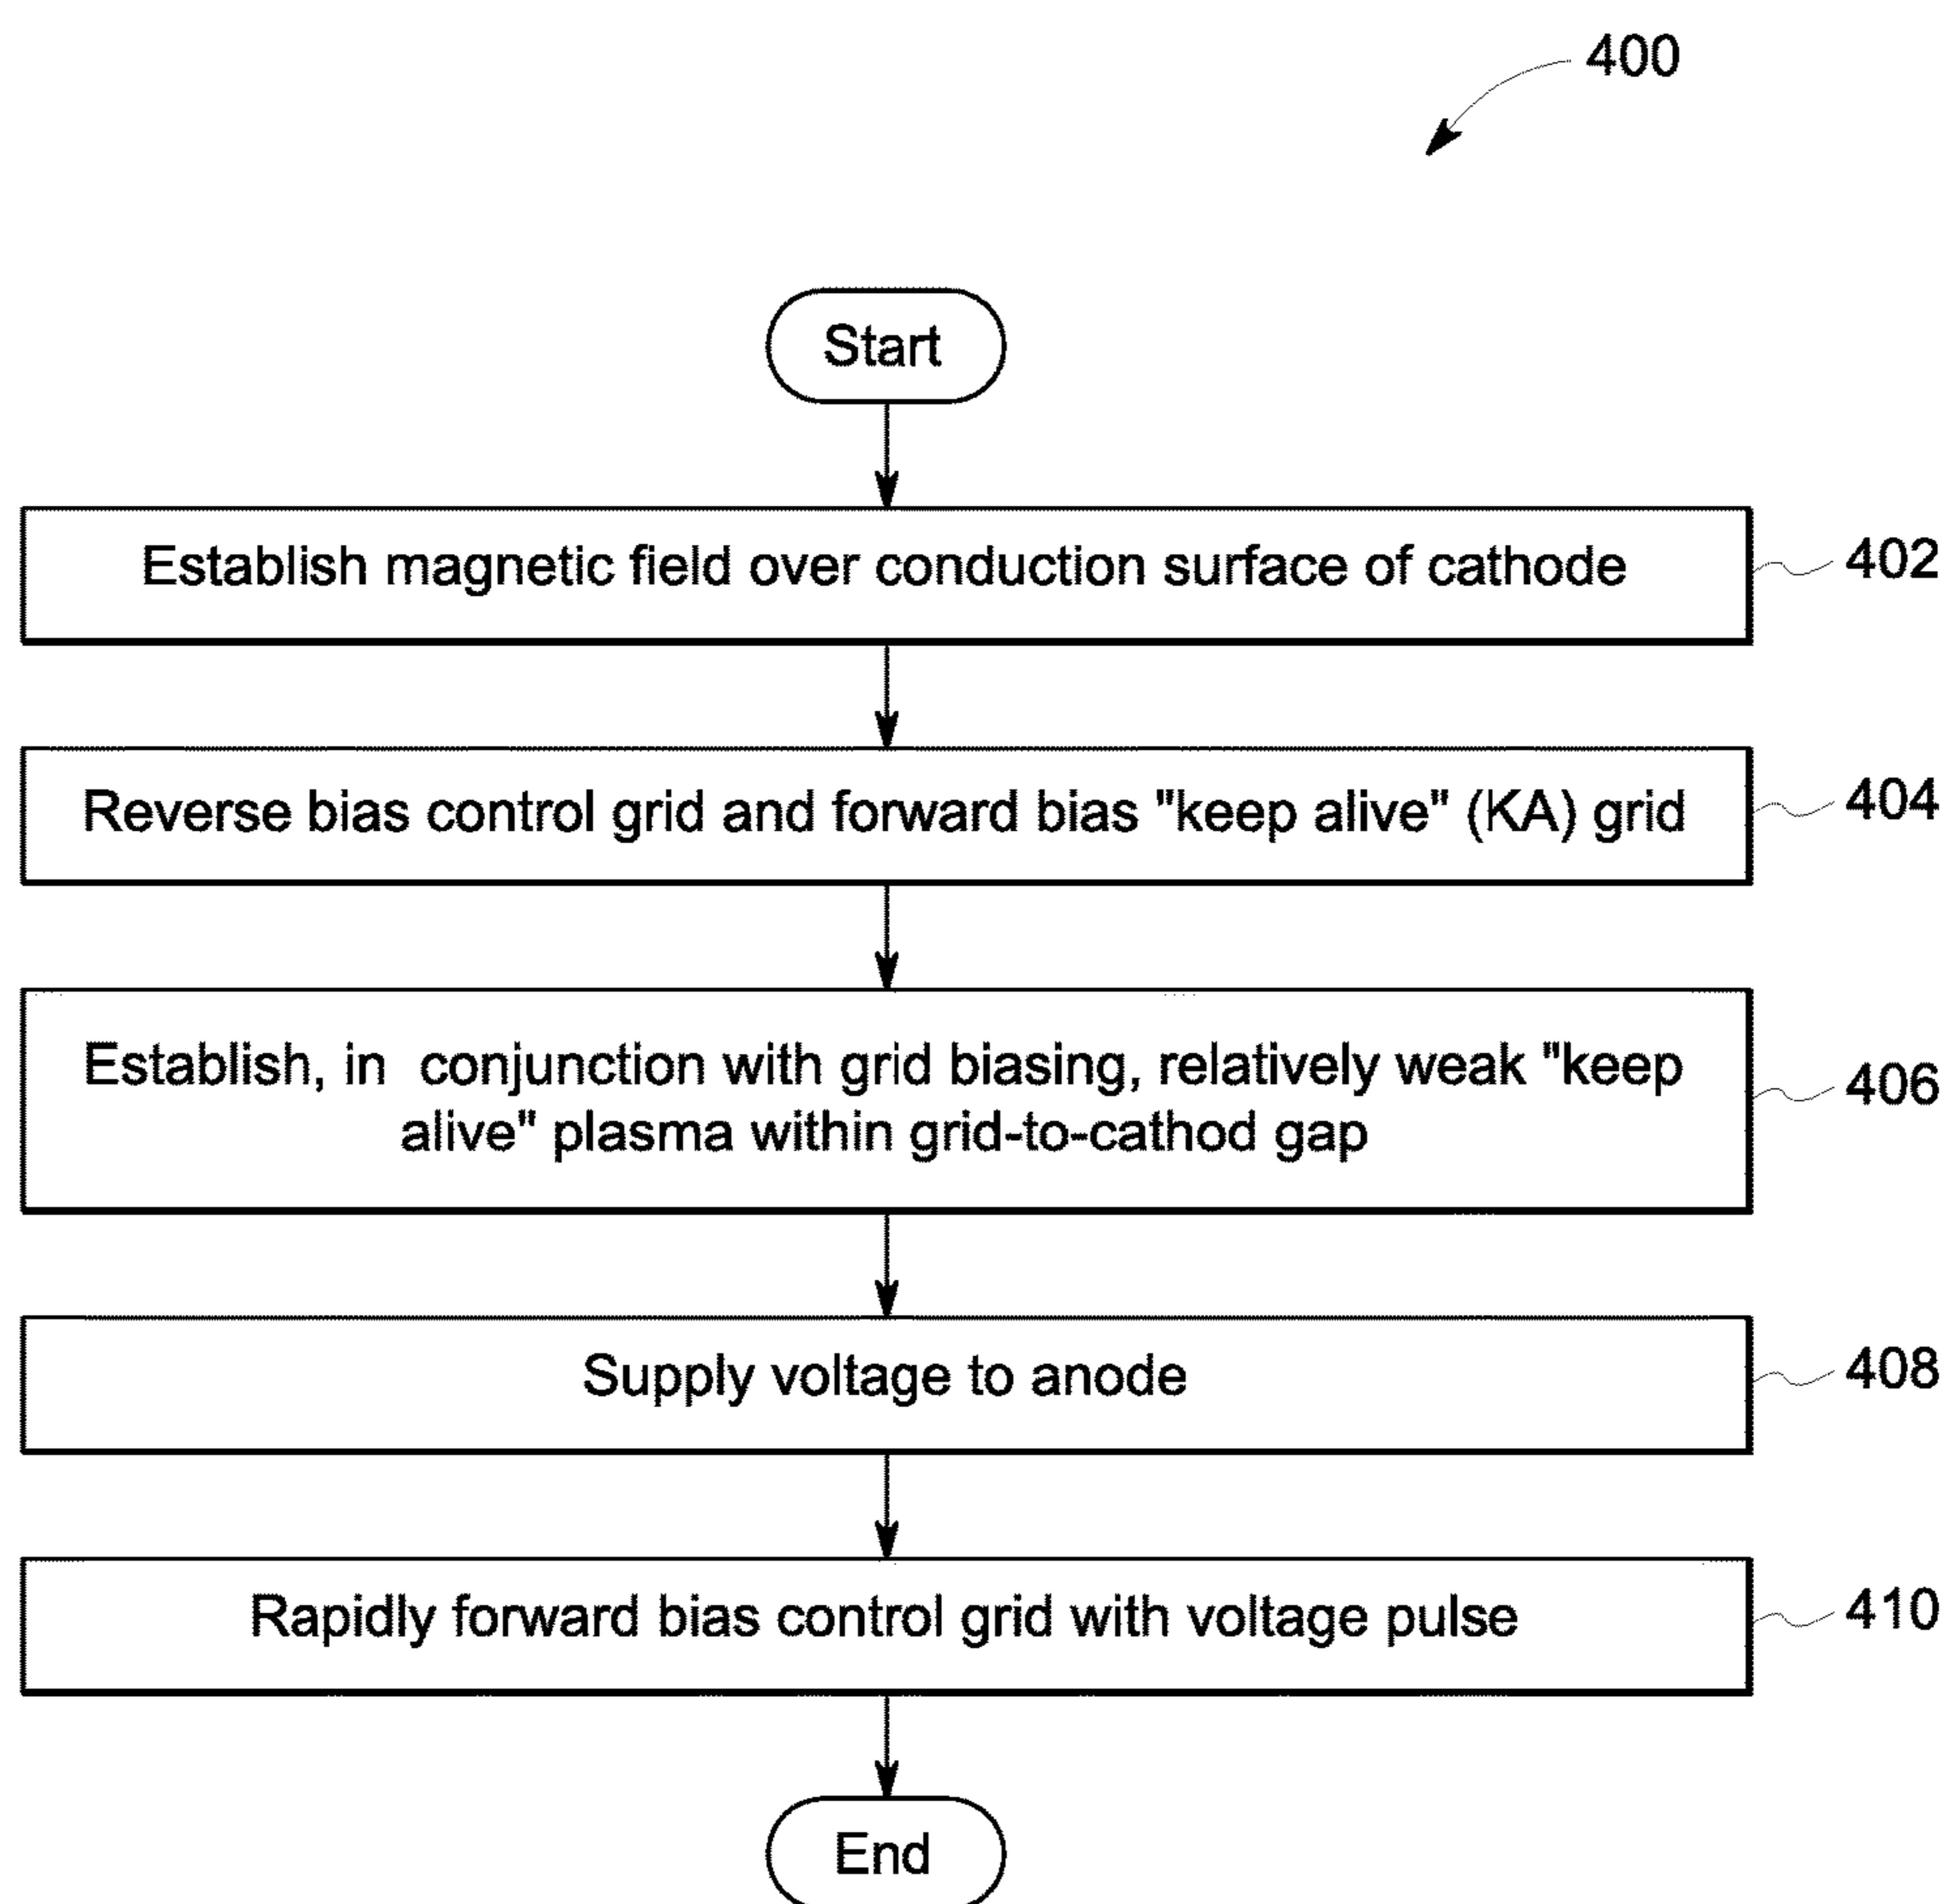 400
Start
Establish magnetic field over conduction surface of cathode
402
Reverse bias control grid and forward bias "keep alive" (KA) grid
404
Establish, in conjunction with grid biasing, relatively weak "keep
alive" plasma within grid-to-cathod gap
406
Supply voltage to anode
408
Rapidly forward bias control grid with voltage pulse
410
End